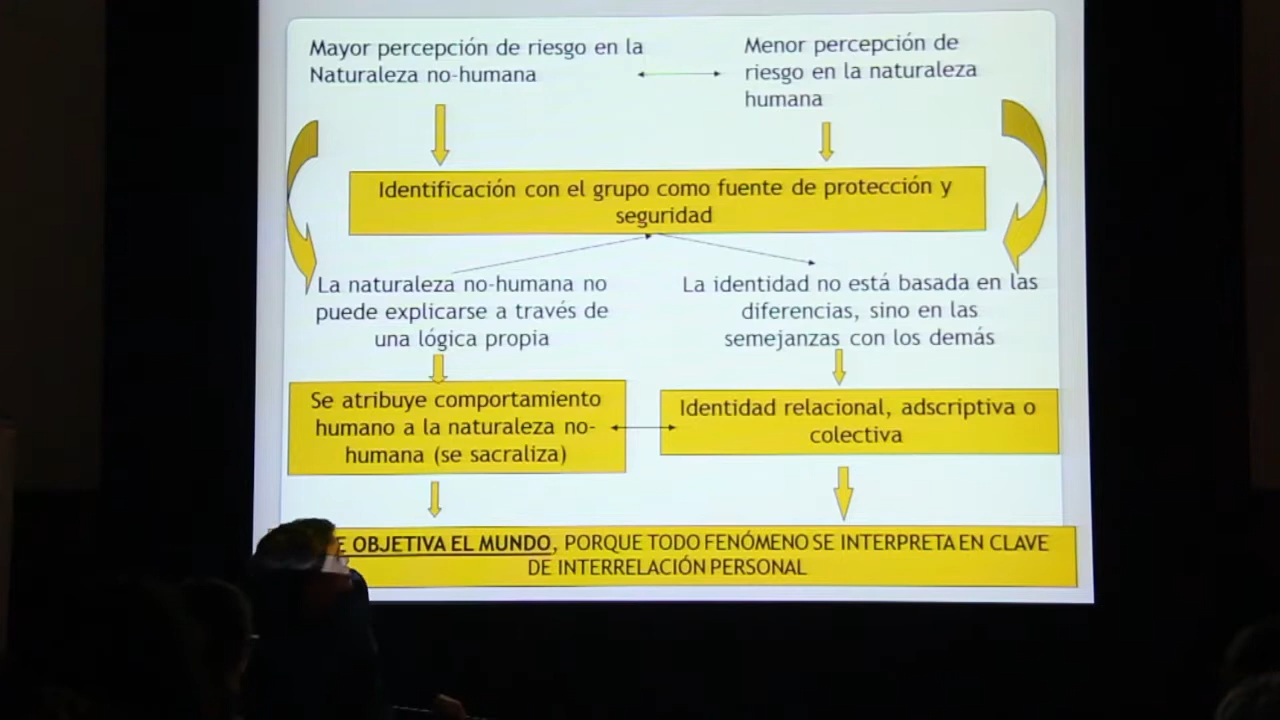 Mayor percepción de riesgo en la
Naturaleza no-humana
Menor percepción de
riesgo en la naturaleza
humana
Identificación con el grupo como fuente de protección y
seguridad
La naturaleza no-humana no
puede explicarse a través de
una lógica propia
La identidad no está basada en las
diferencias, sino en las
semejanzas con los demás
Se atribuye comportamiento
humano a la naturaleza no-
humana (se sacraliza)
Identidad relacional, adscriptiva o
colectiva
E OBJETIVA EL MUNDO, PORQUE TODO FENÓMENO SE INTERPRETA EN CLAVE
DE INTERRELACIÓN PERSONAL